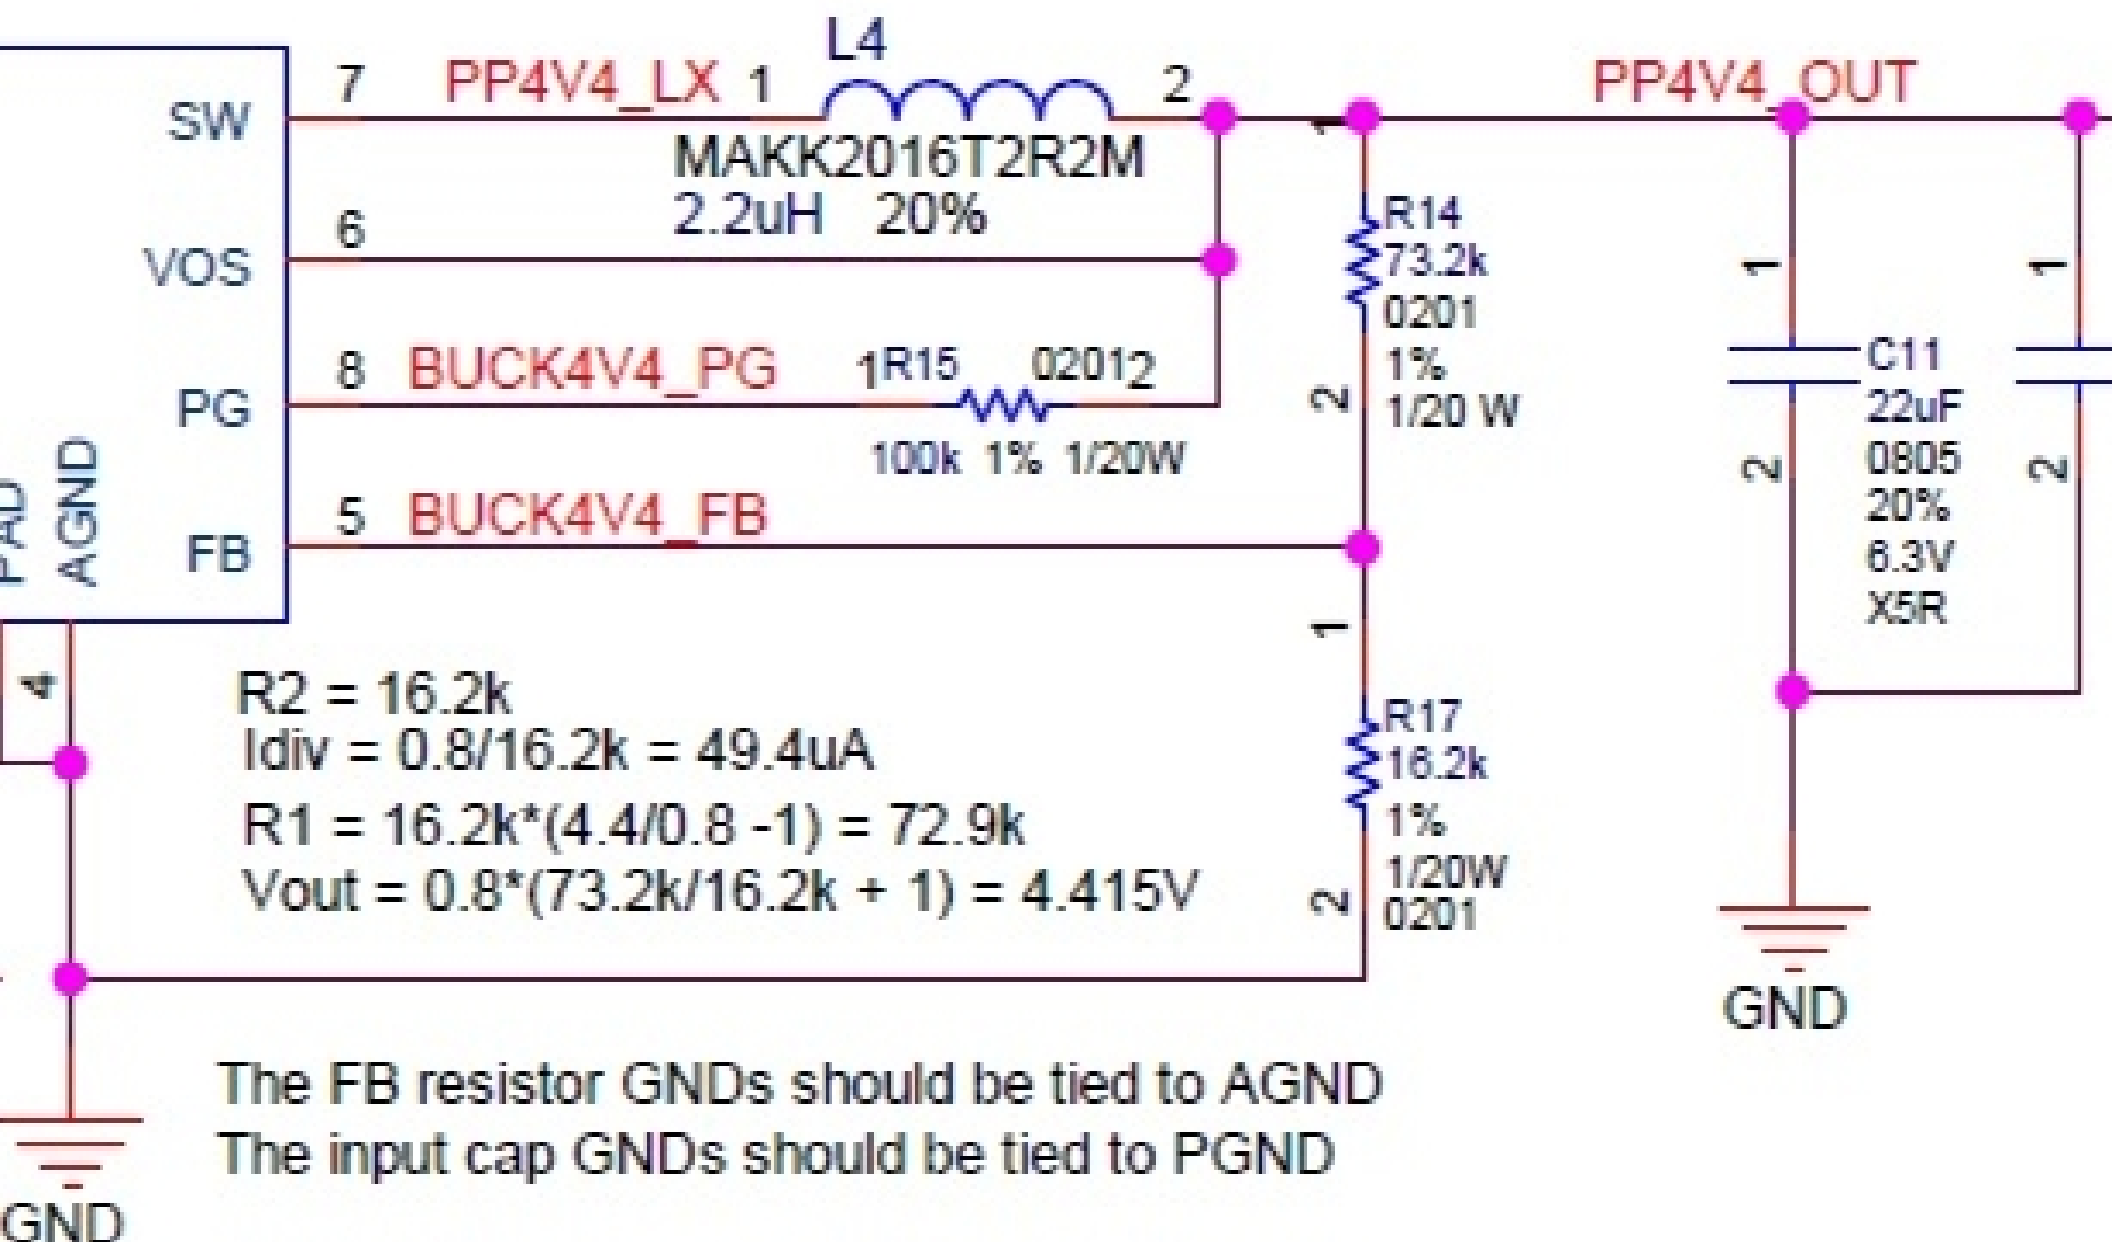 L4
7 PP4V4_LX 1 2 PP4V4_OUT
SW
MAKK2016T2R2M
2.2uH 20%
1
6
VOS
R14
73.2k
0201
1%
1/20 W
2
1
1
8 BUCK4V4_PG 1 R15 0201 2
PG
100k 1% 1/20W
C11
22uF
0805
20%
6.3V
X5R
2
2
AGND
5 BUCK4V4_FB
FB
4
1
R17
16.2k
1%
1/20W
0201
2
R2 = 16.2k
Idiv = 0.8/16.2k = 49.4uA
R1 = 16.2k*(4.4/0.8 -1) = 72.9k
Vout = 0.8*(73.2k/16.2k + 1) = 4.415V
GND
The FB resistor GNDs should be tied to AGND
The input cap GNDs should be tied to PGND
GND